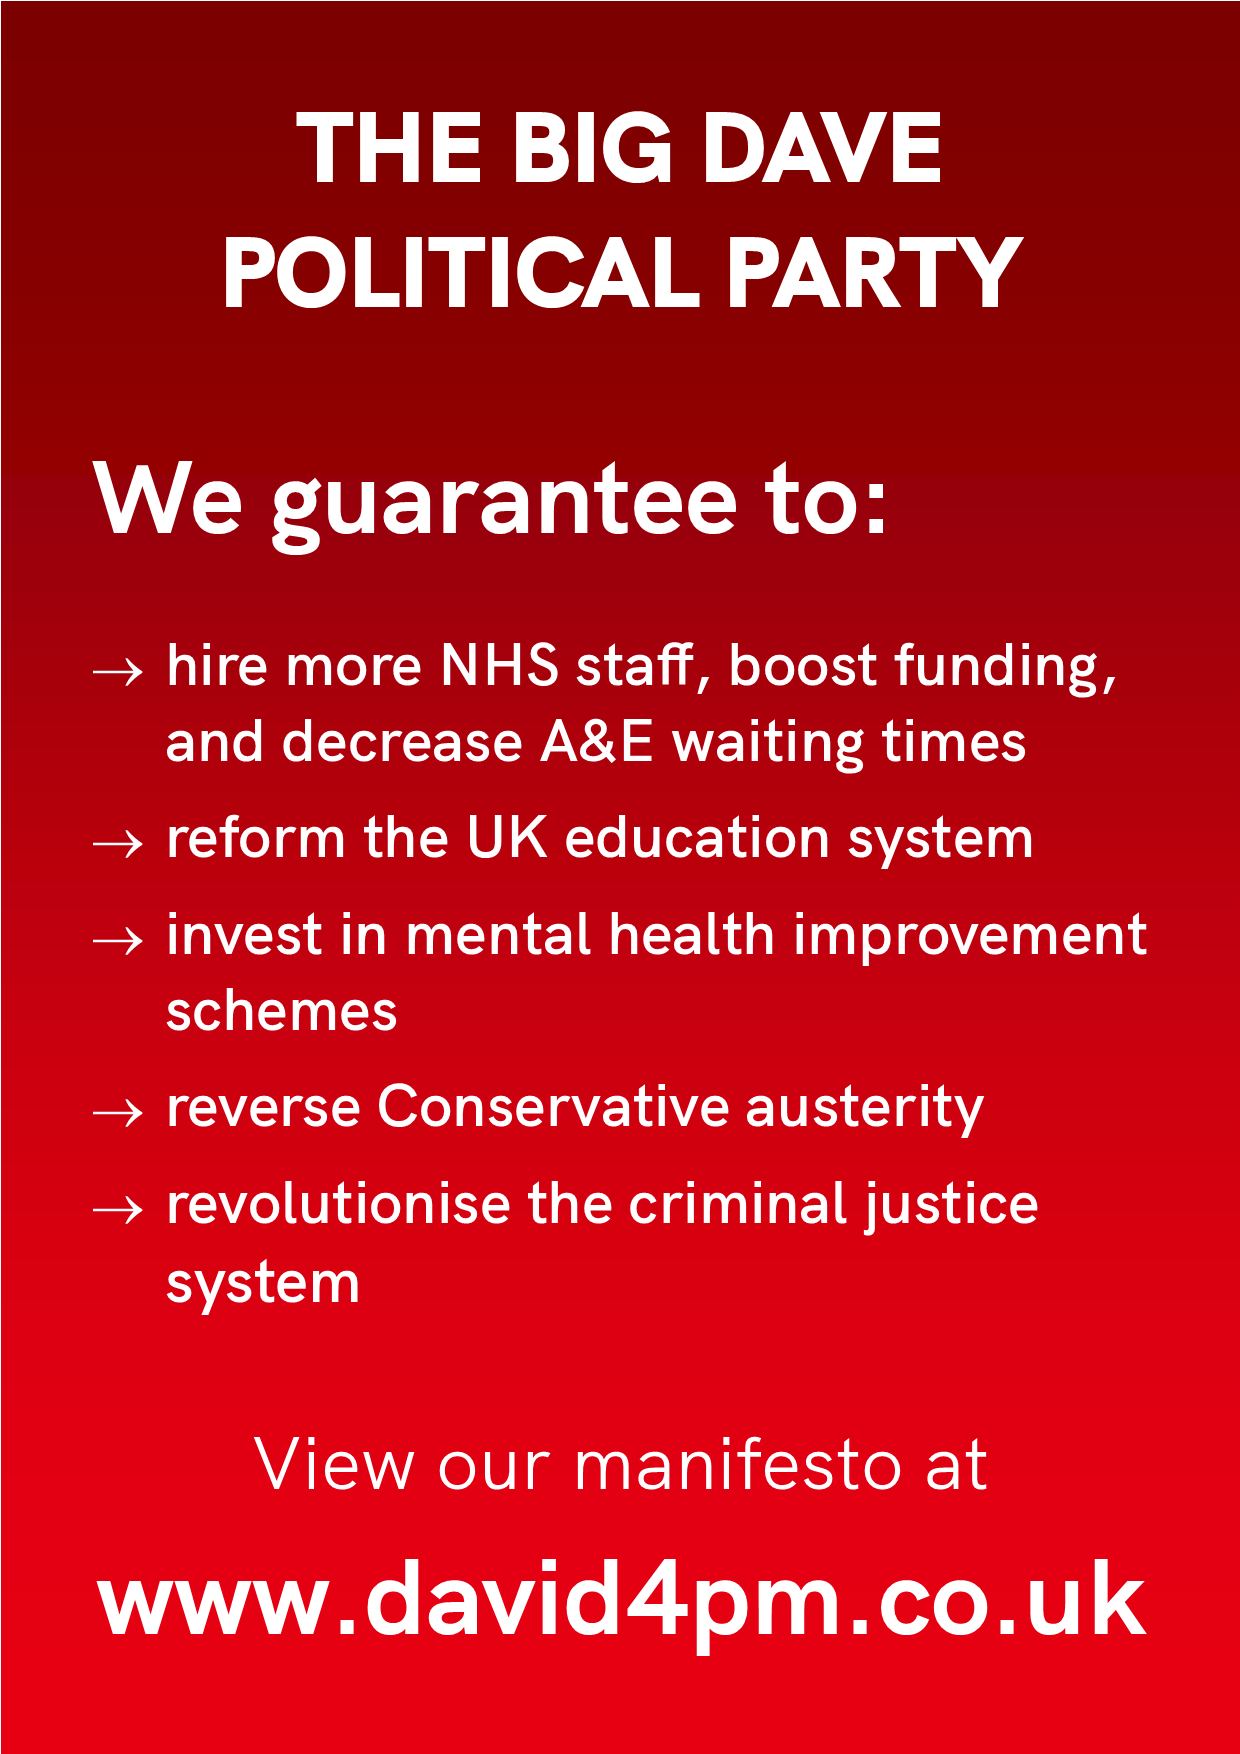 THE BIG DAVE
POLITICAL PARTY
We guarantee to:
→ hire more NHS staff, boost funding,
and decrease A&E waiting times
→ reform the UK education system
→ invest in mental health improvement
schemes
→ reverse Conservative austerity
→ revolutionise the criminal justice
system
View our manifesto at
www.david4pm.co.uk